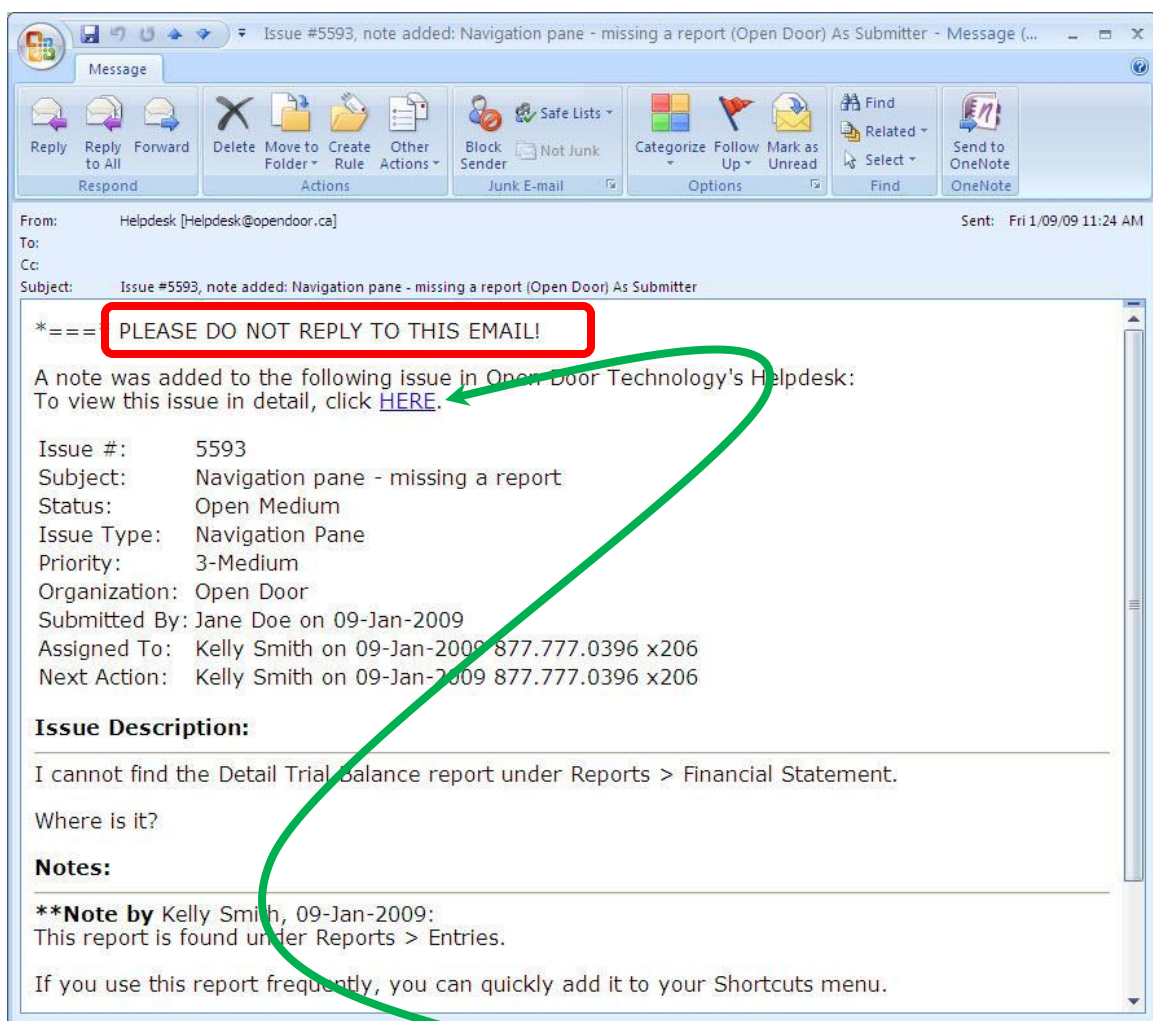 Issue #5593, note added: Navigation pane - missing a report (Open Door) As Submitter - Message (...
Message
Reply
Reply to All
Forward
Respond
Delete
Move to Folder
Create Rule
Other Actions
Actions
Block Sender
Safe Lists
Not Junk
Junk E-mail
Categorize
Follow Up
Mark as Unread
Options
Find
Related
Select
Find
Send to OneNote
OneNote
From: Helpdesk [Helpdesk@opendoor.ca] Sent: Fri 1/09/09 11:24 AM
To:
Cc:
Subject: Issue #5593, note added: Navigation pane - missing a report (Open Door) As Submitter
*===* PLEASE DO NOT REPLY TO THIS EMAIL!
A note was added to the following issue in Open Door Technology's Helpdesk:
To view this issue in detail, click HERE.
Issue #: 5593
Subject: Navigation pane - missing a report
Status: Open Medium
Issue Type: Navigation Pane
Priority: 3-Medium
Organization: Open Door
Submitted By: Jane Doe on 09-Jan-2009
Assigned To: Kelly Smith on 09-Jan-2009 877.777.0396 x206
Next Action: Kelly Smith on 09-Jan-2009 877.777.0396 x206
Issue Description:
I cannot find the Detail Trial Balance report under Reports > Financial Statement.
Where is it?
Notes:
**Note by Kelly Smith, 09-Jan-2009:
This report is found under Reports > Entries.
If you use this report frequently, you can quickly add it to your Shortcuts menu.